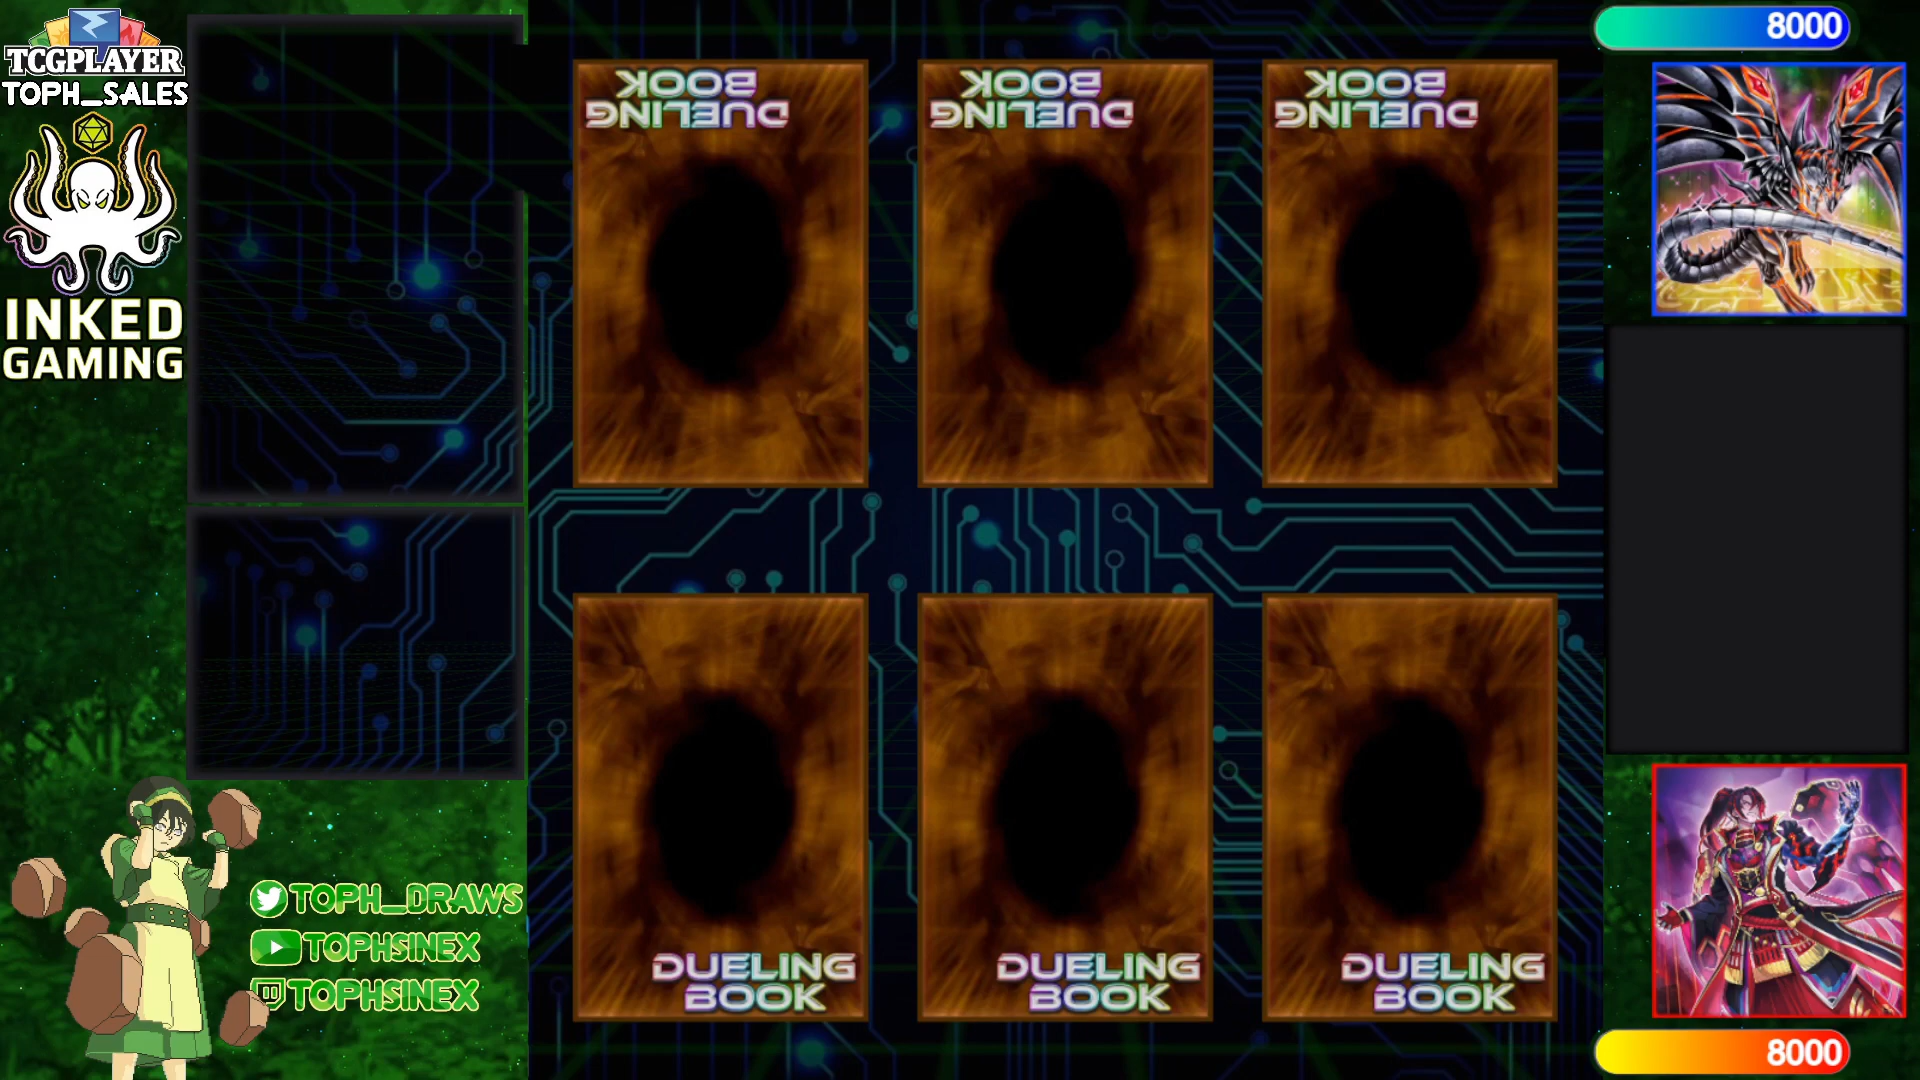 TCGPLAYER
TOPH_SALES
INKED
GAMING
8000
DUELING
BOOK
DUELING
BOOK
DUELING
BOOK
DUELING
BOOK
DUELING
BOOK
DUELING
BOOK
TOPH_DRAWS
TOPHSINEX
TOPHSINEX
8000